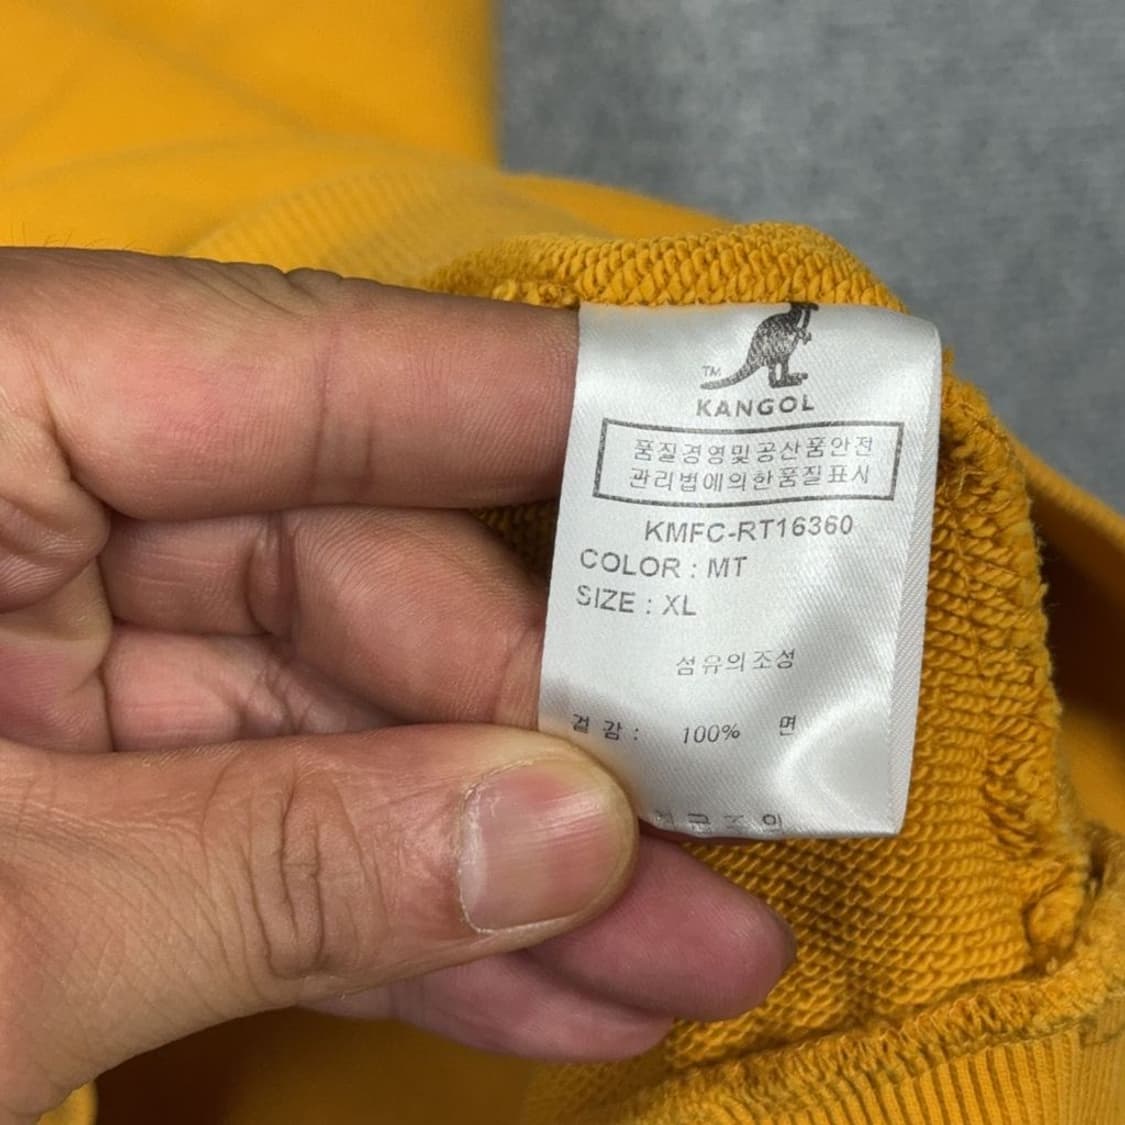 TM
KANGOL
품질경영및공산품안전
관리법에의한품질표시
KMFC-RT16360
COLOR : MT
SIZE : XL
섬유의조성
겉감 : 100% 면